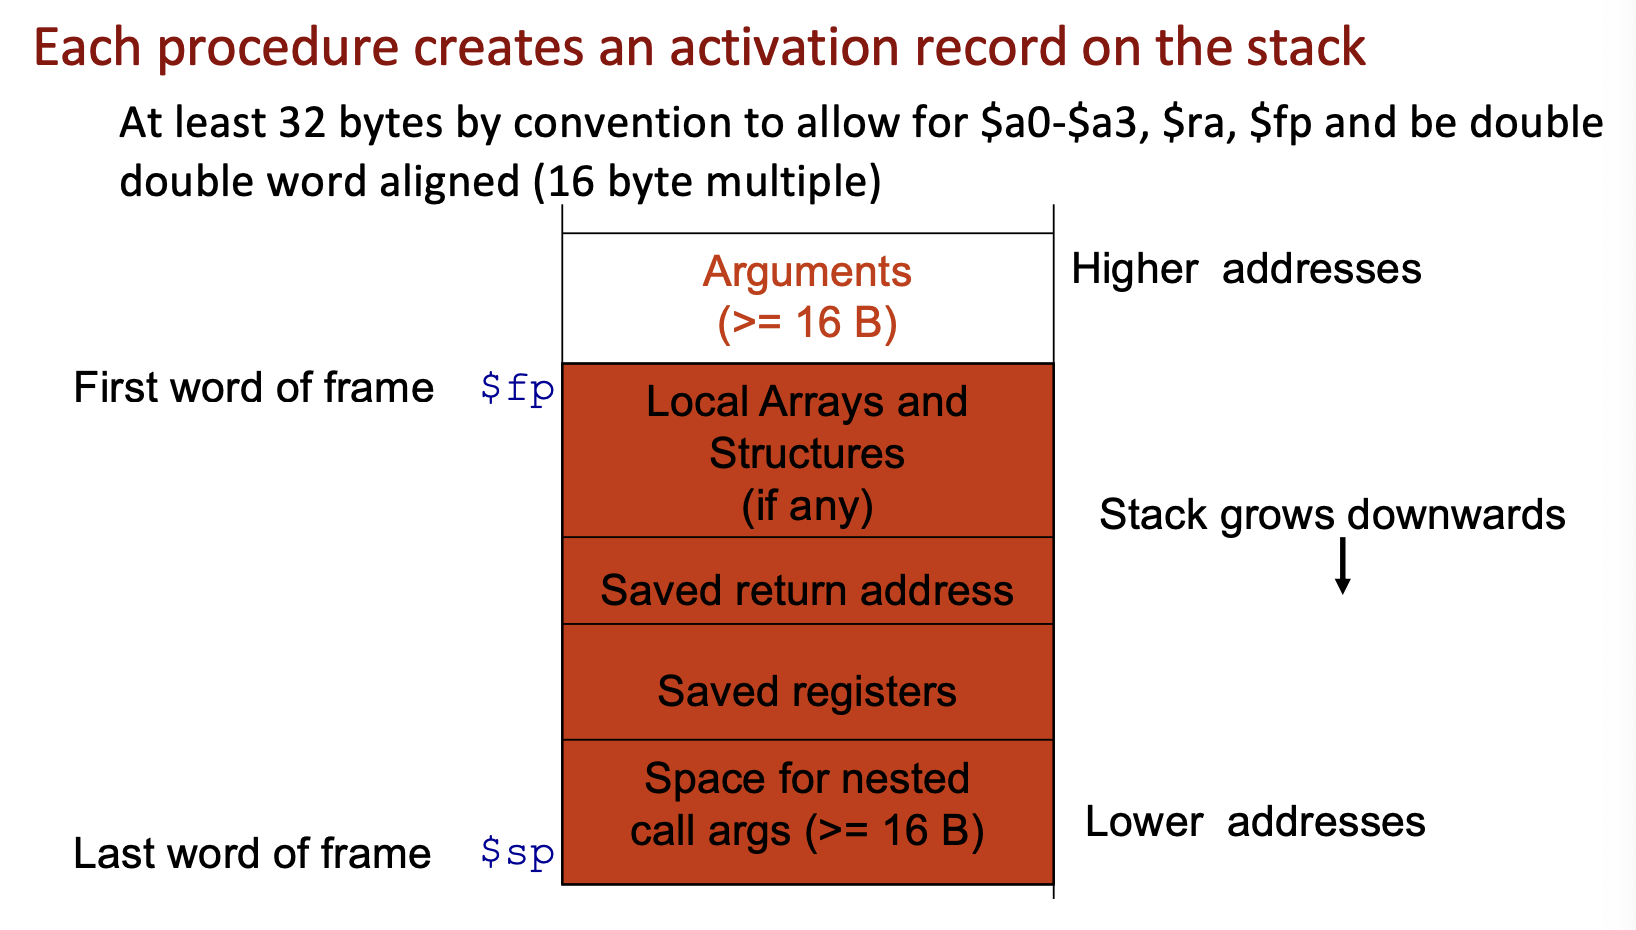 Each procedure creates an activation record on the stack
At least 32 bytes by convention to allow for $a0-$a3, $ra, $fp and be double
double word aligned (16 byte multiple)
Arguments
(>= 16 B)
Higher addresses
First word of frame $fp
Local Arrays and
Structures
(if any)
Stack grows downwards
Saved return address
Saved registers
Space for nested
call args (>= 16 B)
Lower addresses
Last word of frame $sp